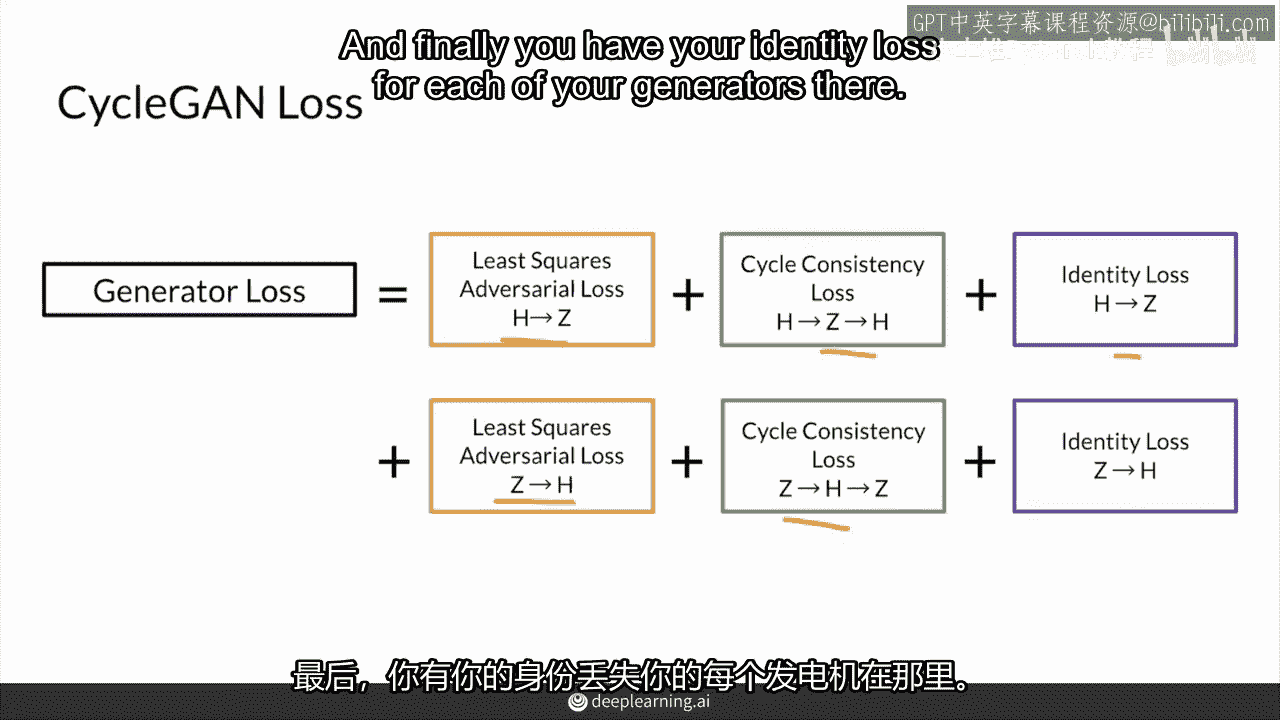 GPT中英字幕课程资源@bilibili.com
And finally you have your identity loss
for each of your generators there.
bilibili
CycleGAN Loss
Generator Loss
=
Least Squares
Adversarial Loss
H→ Z
+
Cycle Consistency
Loss
H→Z→H
+
Identity Loss
H→Z
+
Least Squares
Adversarial Loss
Z→H
+
Cycle Consistency
Loss
Z→H→Z
+
Identity Loss
Z→H
最后，你有你的身份丢失你的每个发电机在那里。
deeplearning.ai